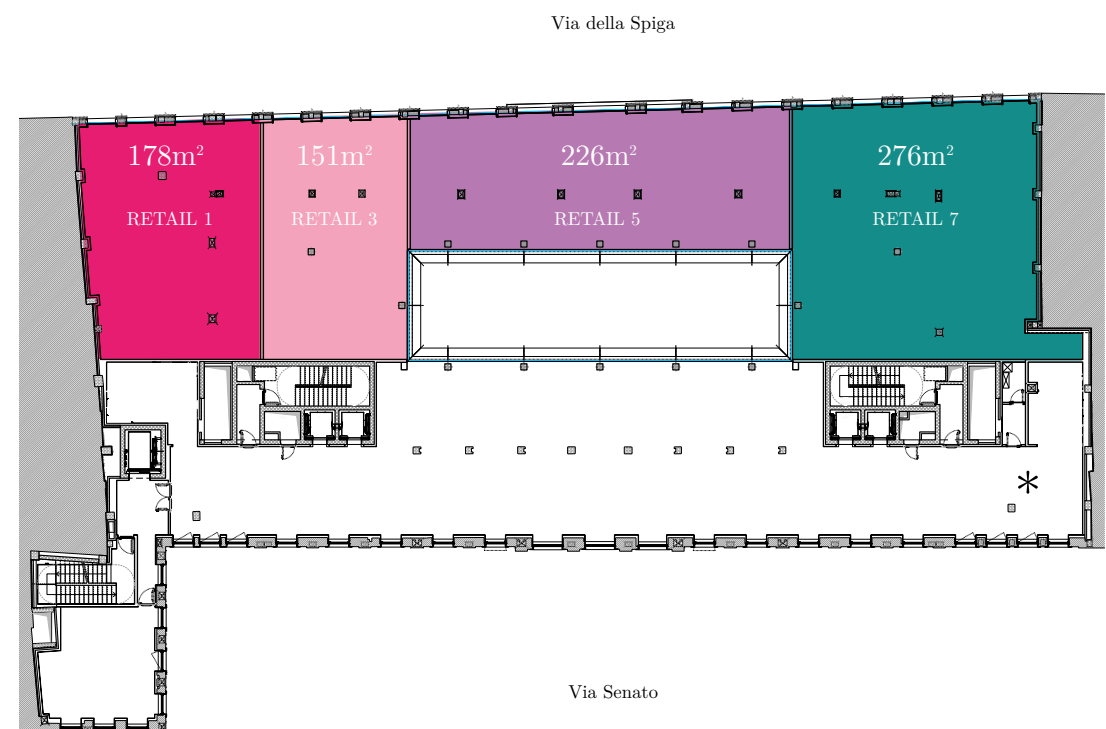 Via della Spiga
178m²
151m²
226m²
276m²
RETAIL 1
RETAIL 3
RETAIL 5
RETAIL 7
*
Via Senato